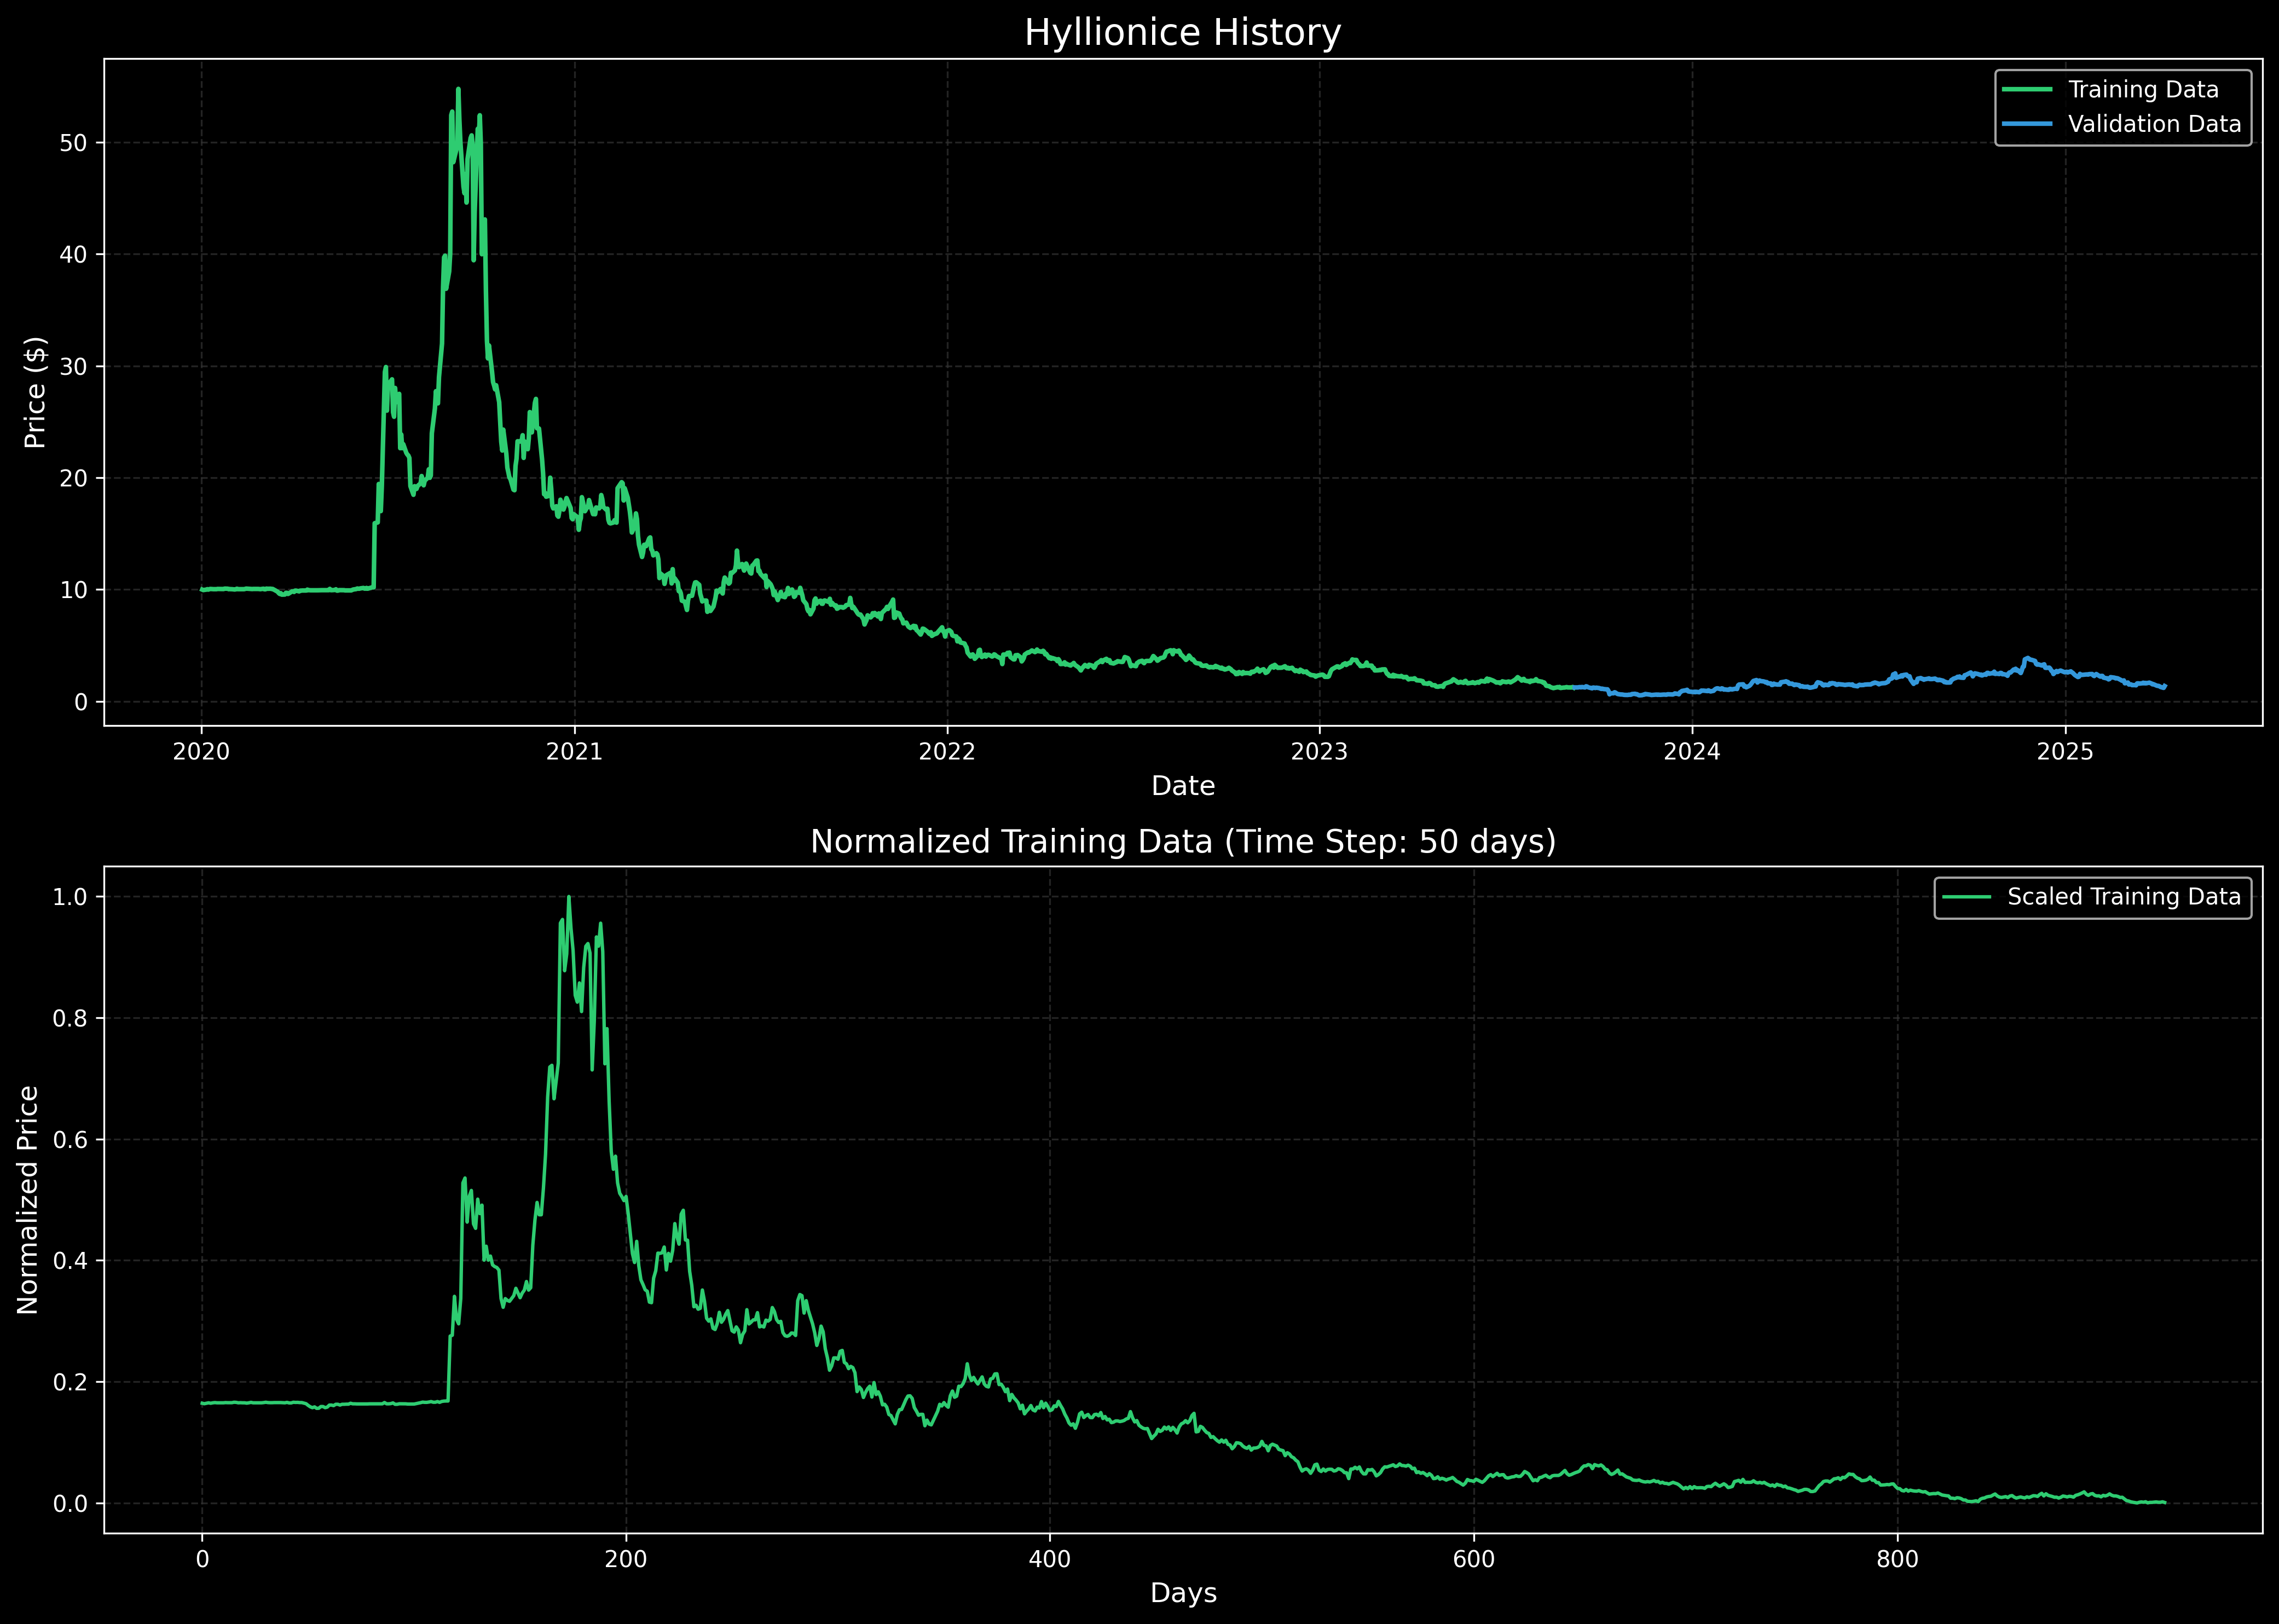 Hyllionice History
Training Data
Validation Data
Price ($)
50
40
30
20
10
0
2020 2021 2022 2023 2024 2025
Date
Normalized Training Data (Time Step: 50 days)
Scaled Training Data
Normalized Price
1.0
0.8
0.6
0.4
0.2
0.0
0 200 400 600 800
Days